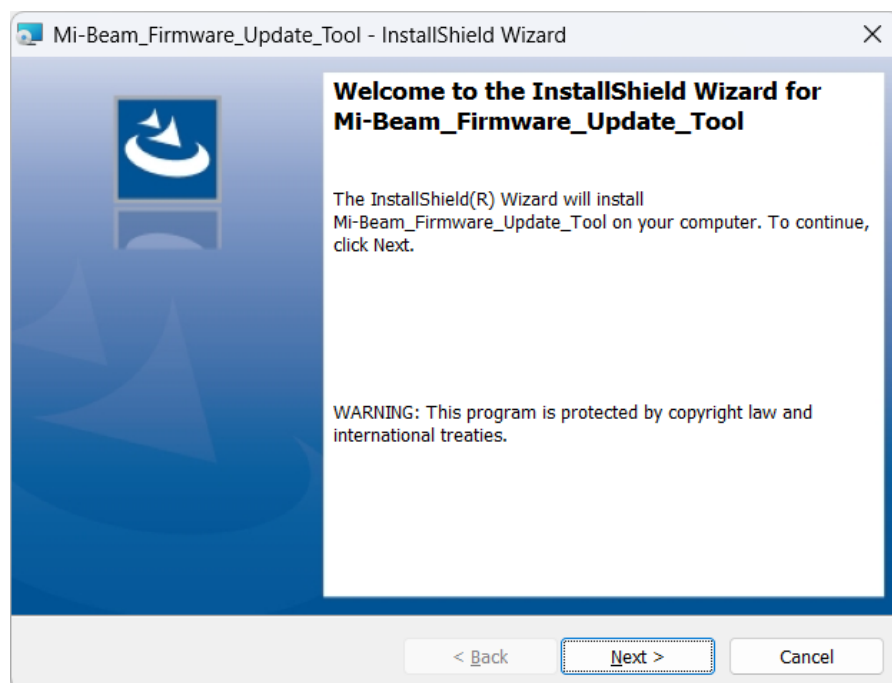 Mi-Beam_Firmware_Update_Tool - InstallShield Wizard
Welcome to the InstallShield Wizard for
Mi-Beam_Firmware_Update_Tool
The InstallShield(R) Wizard will install
Mi-Beam_Firmware_Update_Tool on your computer. To continue,
click Next.
WARNING: This program is protected by copyright law and
international treaties.
< Back
Next >
Cancel